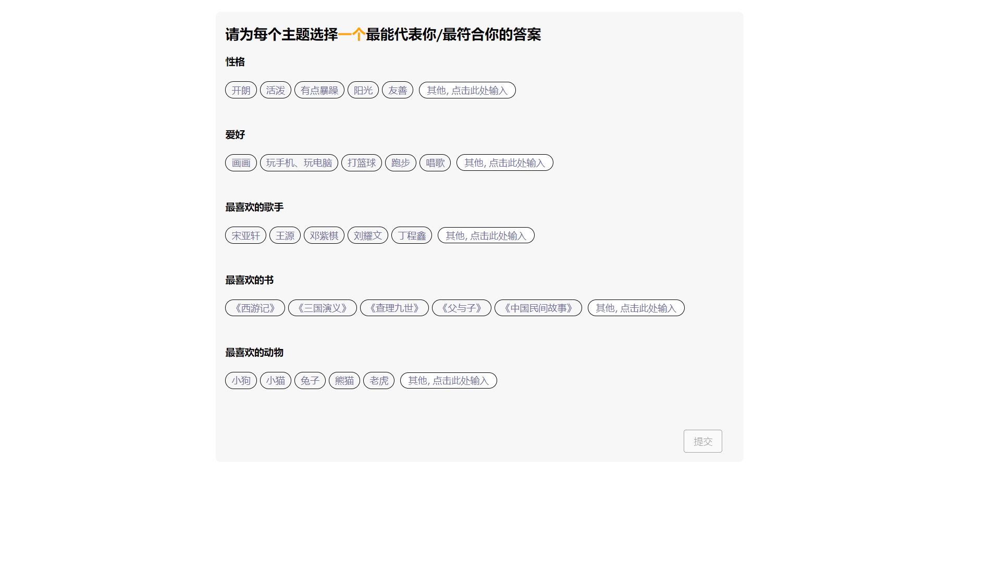 请为每个主题选择一个最能代表你/最符合你的答案
性格
开朗 活泼 有点暴躁 阳光 友善 其他, 点击此处输入
爱好
画画 玩手机、玩电脑 打篮球 跑步 唱歌 其他, 点击此处输入
最喜欢的歌手
宋亚轩 王源 邓紫棋 刘耀文 丁程鑫 其他, 点击此处输入
最喜欢的书
《西游记》 《三国演义》 《查理九世》 《父与子》 《中国民间故事》 其他, 点击此处输入
最喜欢的动物
小狗 小猫 兔子 熊猫 老虎 其他, 点击此处输入
提交